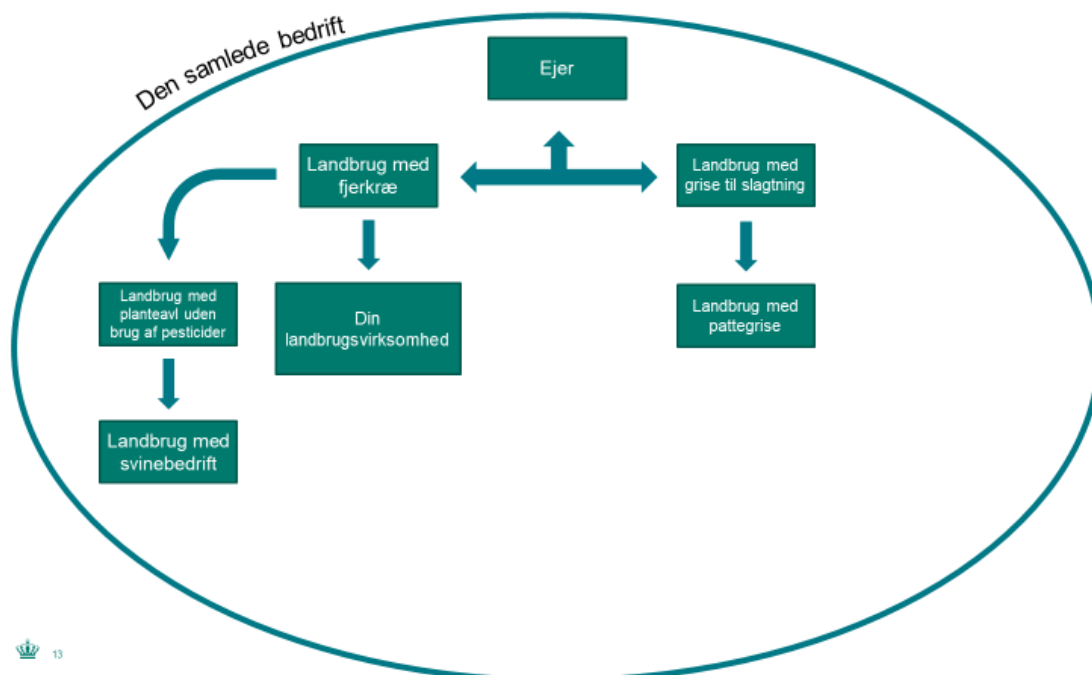 Den samlede bedrift
Ejer
Landbrug med
fjerkræ
Landbrug med
grise til slagtning
Landbrug med
planteavl uden
brug af pesticider
Din
landbrugsvirksomhed
Landbrug med
pattegrise
Landbrug med
svinebedrift
13